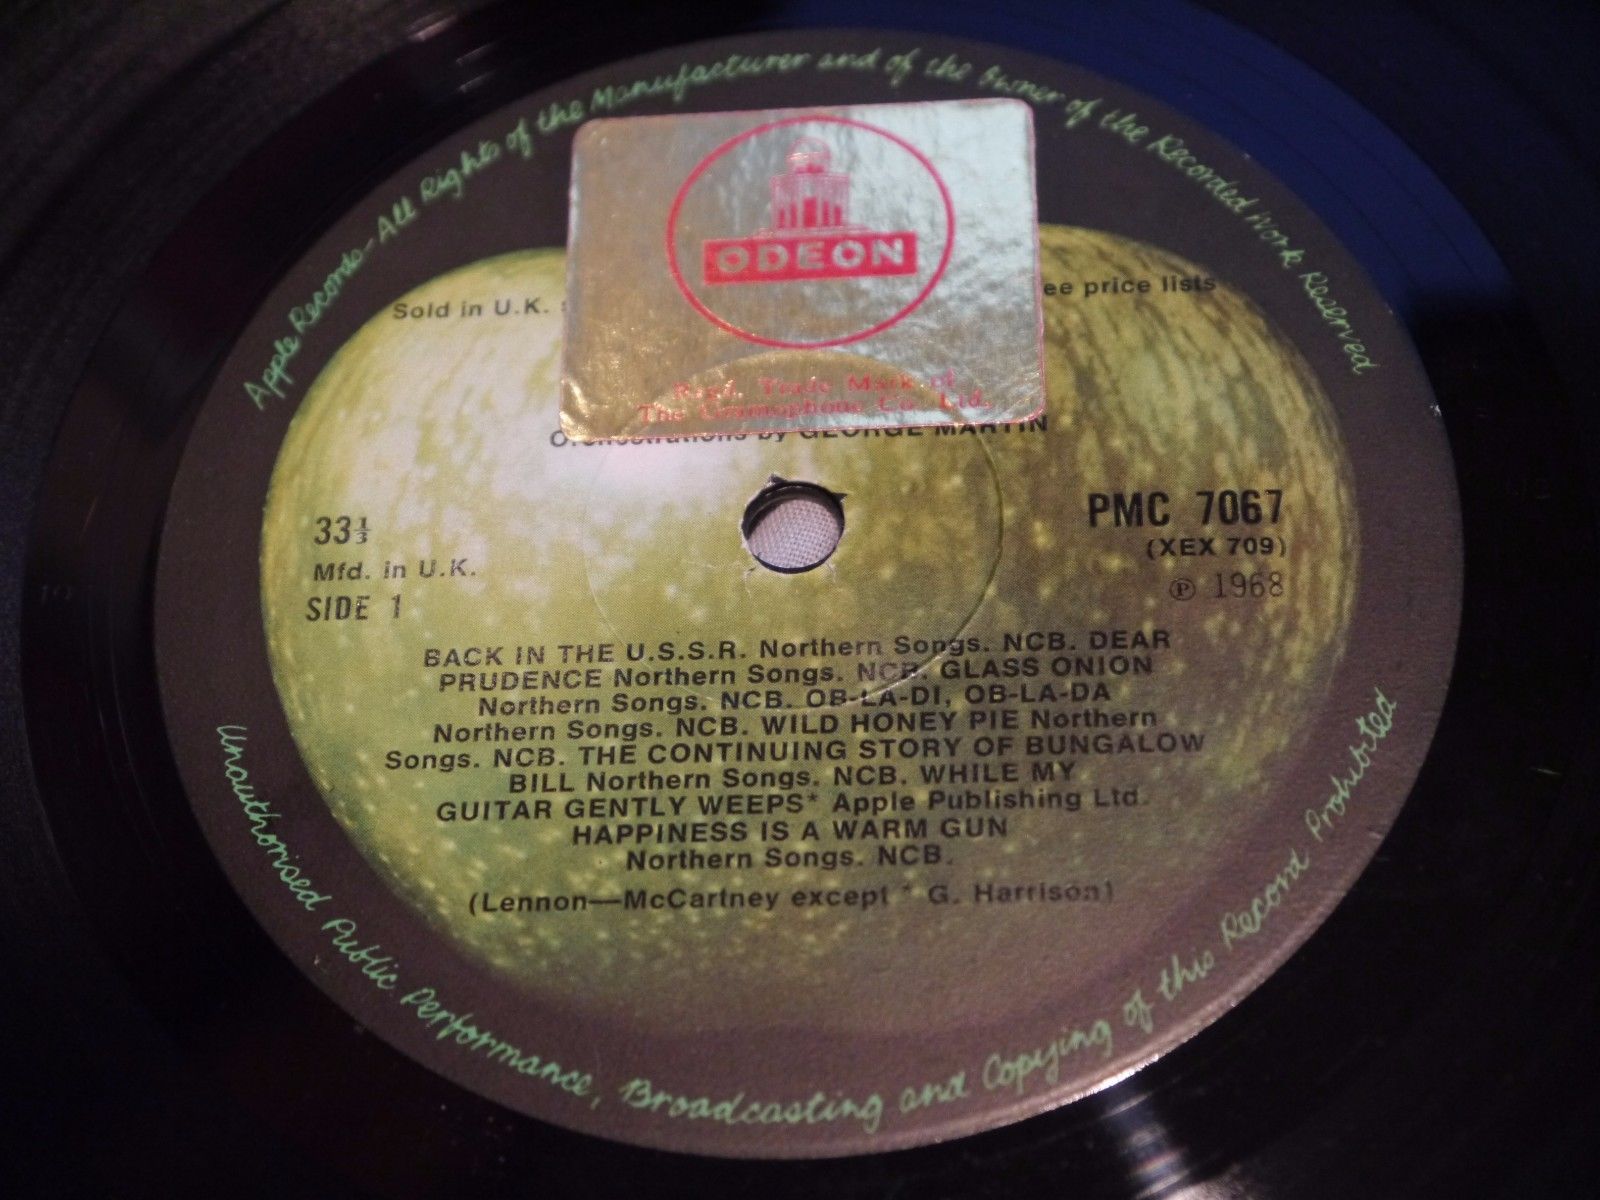 Apple Records—All Rights of the Manufacturer and of the Owner of the Recorded Work Reserved
ODEON
Regd. Trade Mark of
The Gramophone Co. Ltd.
Sold in U.K.
price lists
Orchestrations by GEORGE MARTIN
33⅓
Mfd. in U.K.
SIDE 1
PMC 7067
(XEX 709)
℗ 1968
BACK IN THE U.S.S.R. Northern Songs. NCB. DEAR
PRUDENCE Northern Songs. NCB. GLASS ONION
Northern Songs. NCB. OB-LA-DI, OB-LA-DA
Northern Songs. NCB. WILD HONEY PIE Northern
Songs. NCB. THE CONTINUING STORY OF BUNGALOW
BILL Northern Songs. NCB. WHILE MY
GUITAR GENTLY WEEPS* Apple Publishing Ltd.
HAPPINESS IS A WARM GUN
Northern Songs. NCB.
(Lennon—McCartney except * G. Harrison)
Unauthorised Public Performance, Broadcasting and Copying of this Record Prohibited